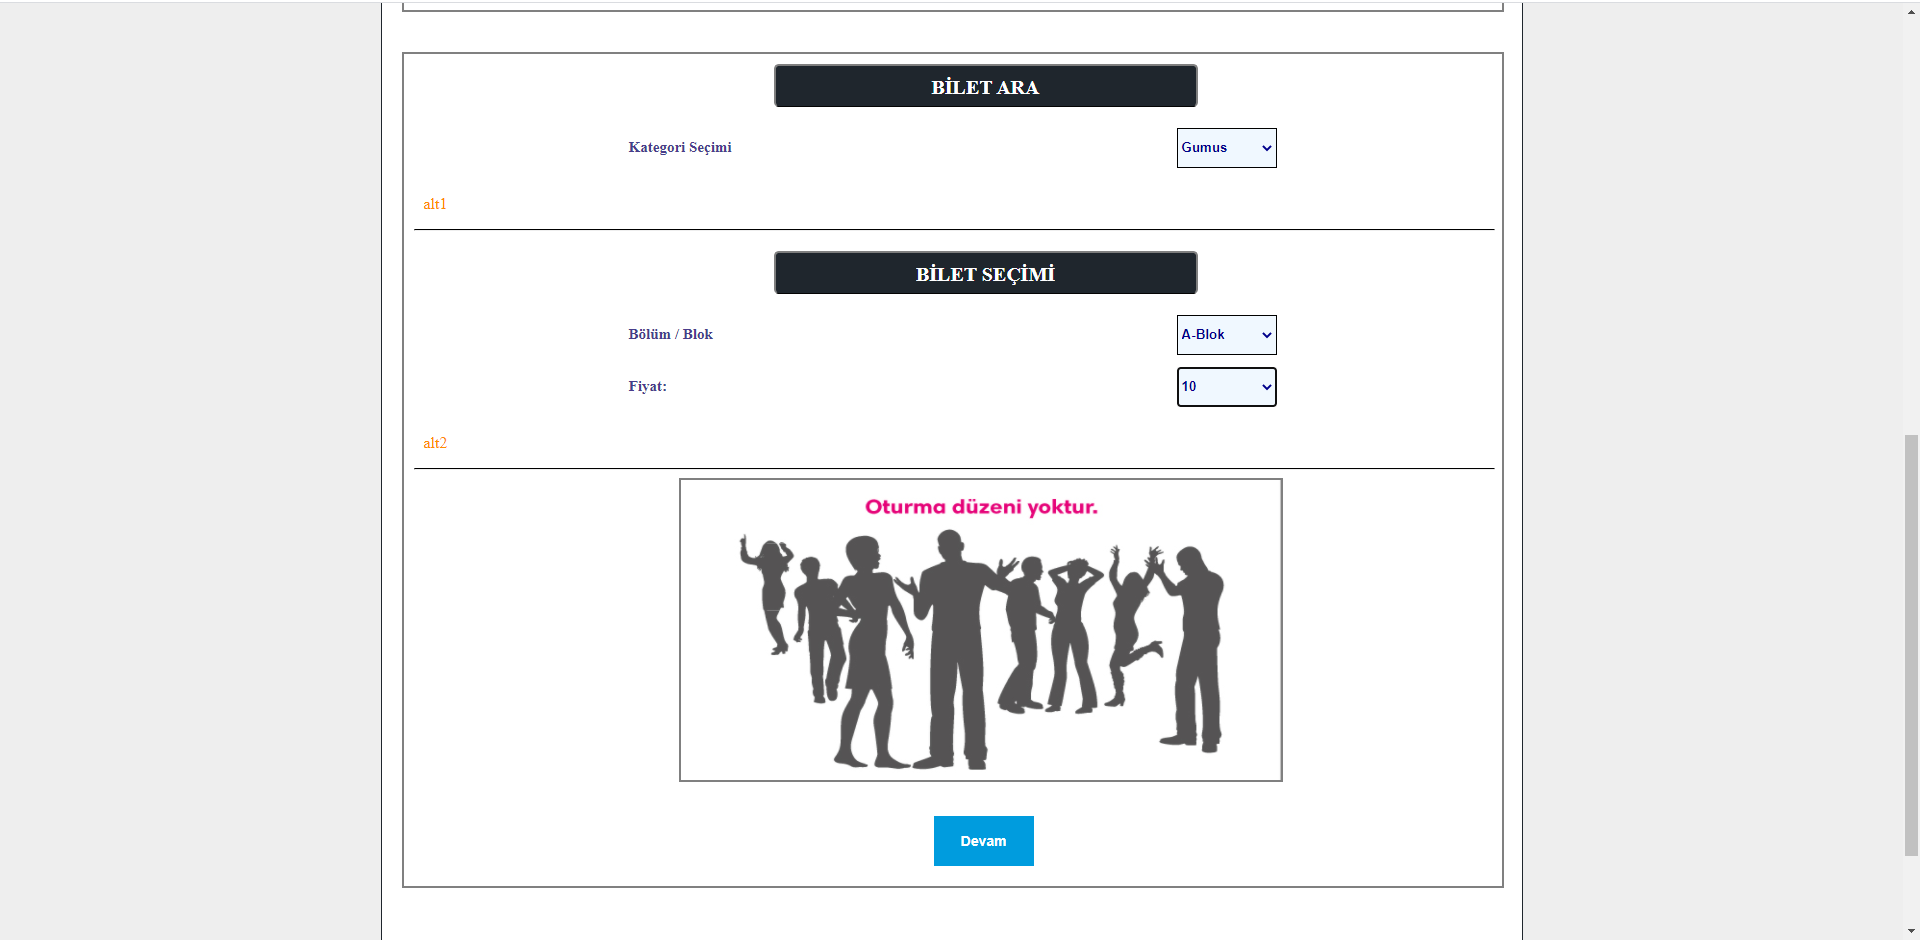 BİLET ARA
Kategori Seçimi Gumus
alt1
BİLET SEÇİMİ
Bölüm / Blok A-Blok
Fiyat: 10
alt2
Oturma düzeni yoktur.
Devam